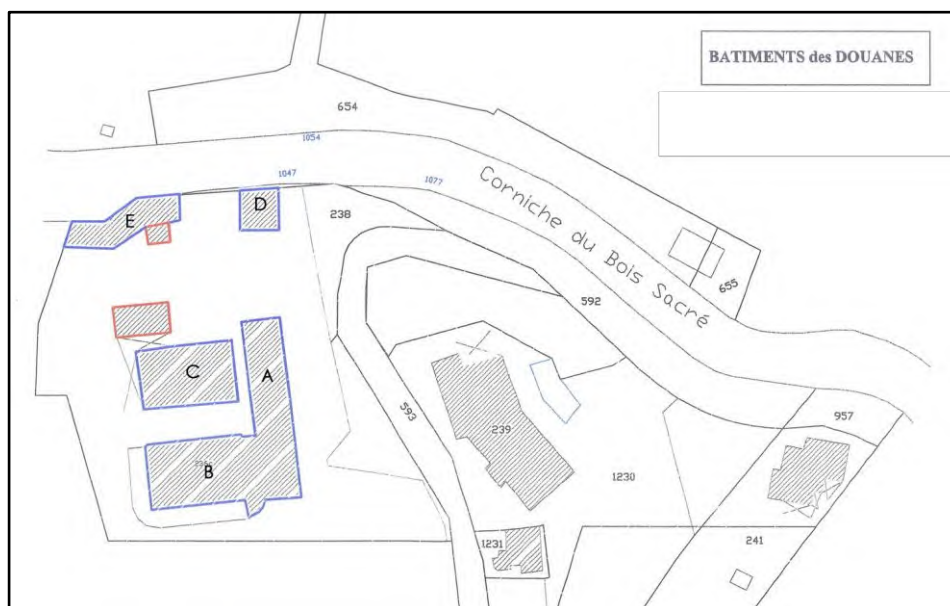 BATIMENTS des DOUANES
654
1054
1047
1077
D
E
238
Corniche du Bois Sacré
655
592
C
A
593
239
957
B
1230
1231
241